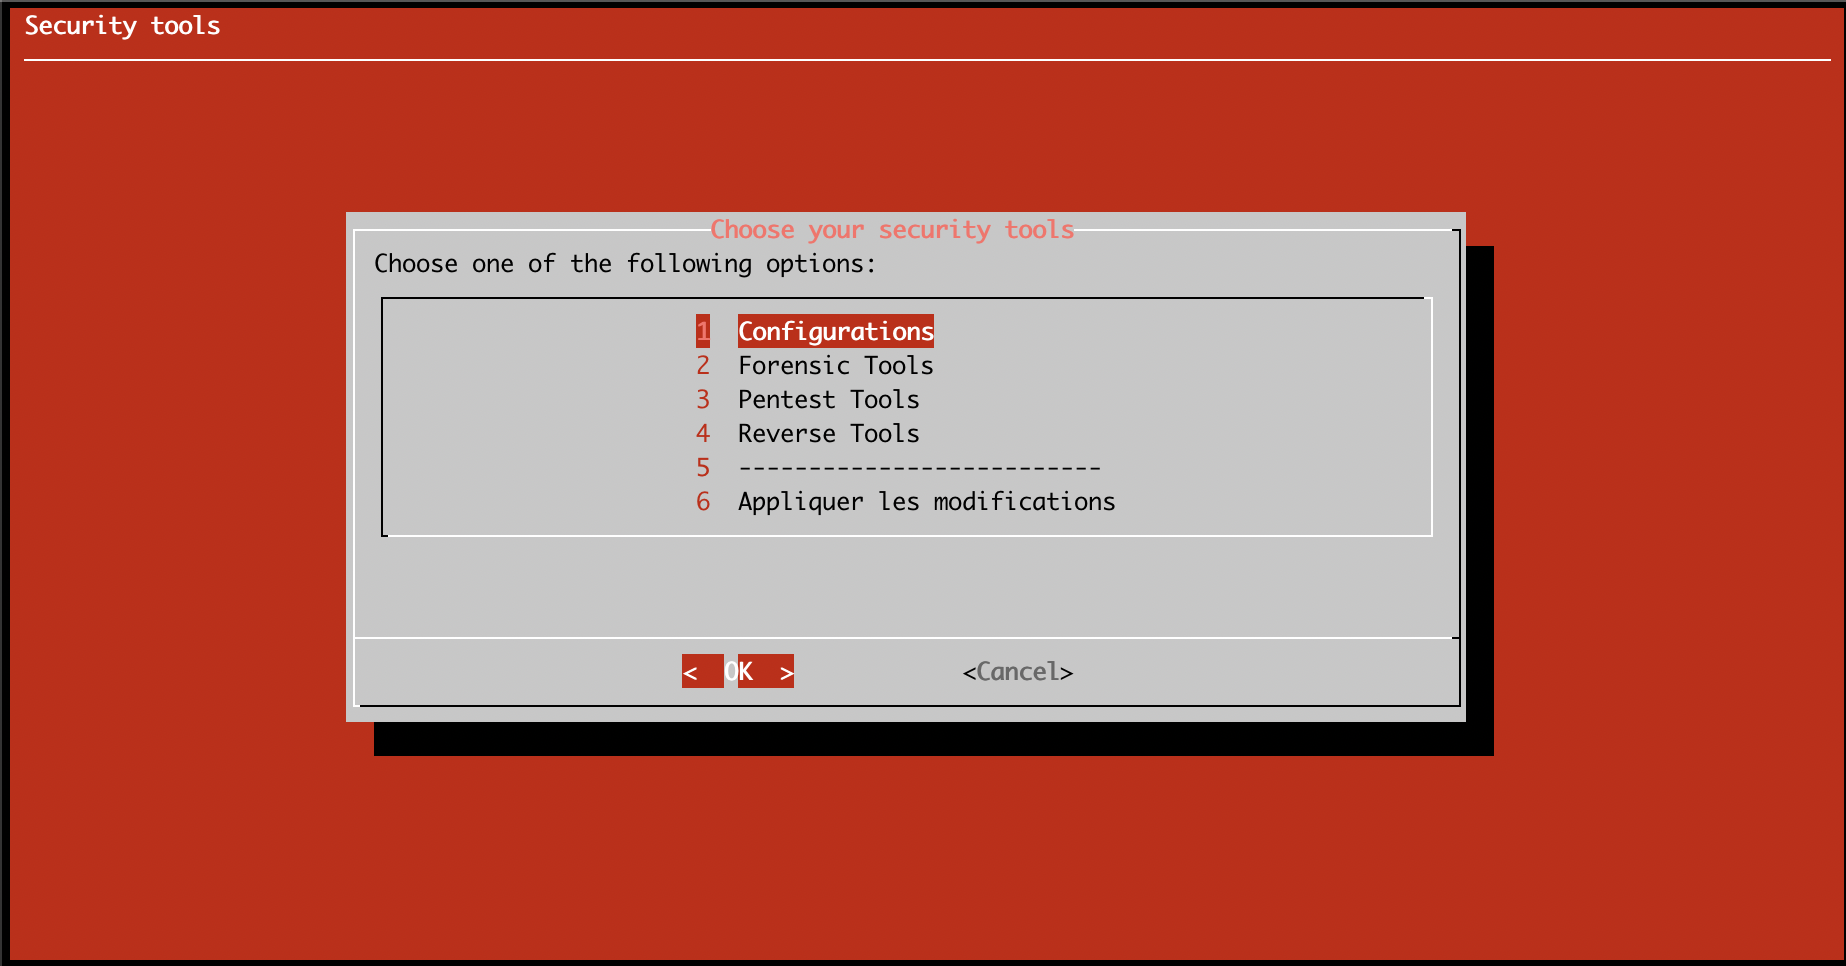 Security tools
Choose your security tools
Choose one of the following options:
1 Configurations
2 Forensic Tools
3 Pentest Tools
4 Reverse Tools
5 --------------------------
6 Appliquer les modifications
<  OK  > <Cancel>